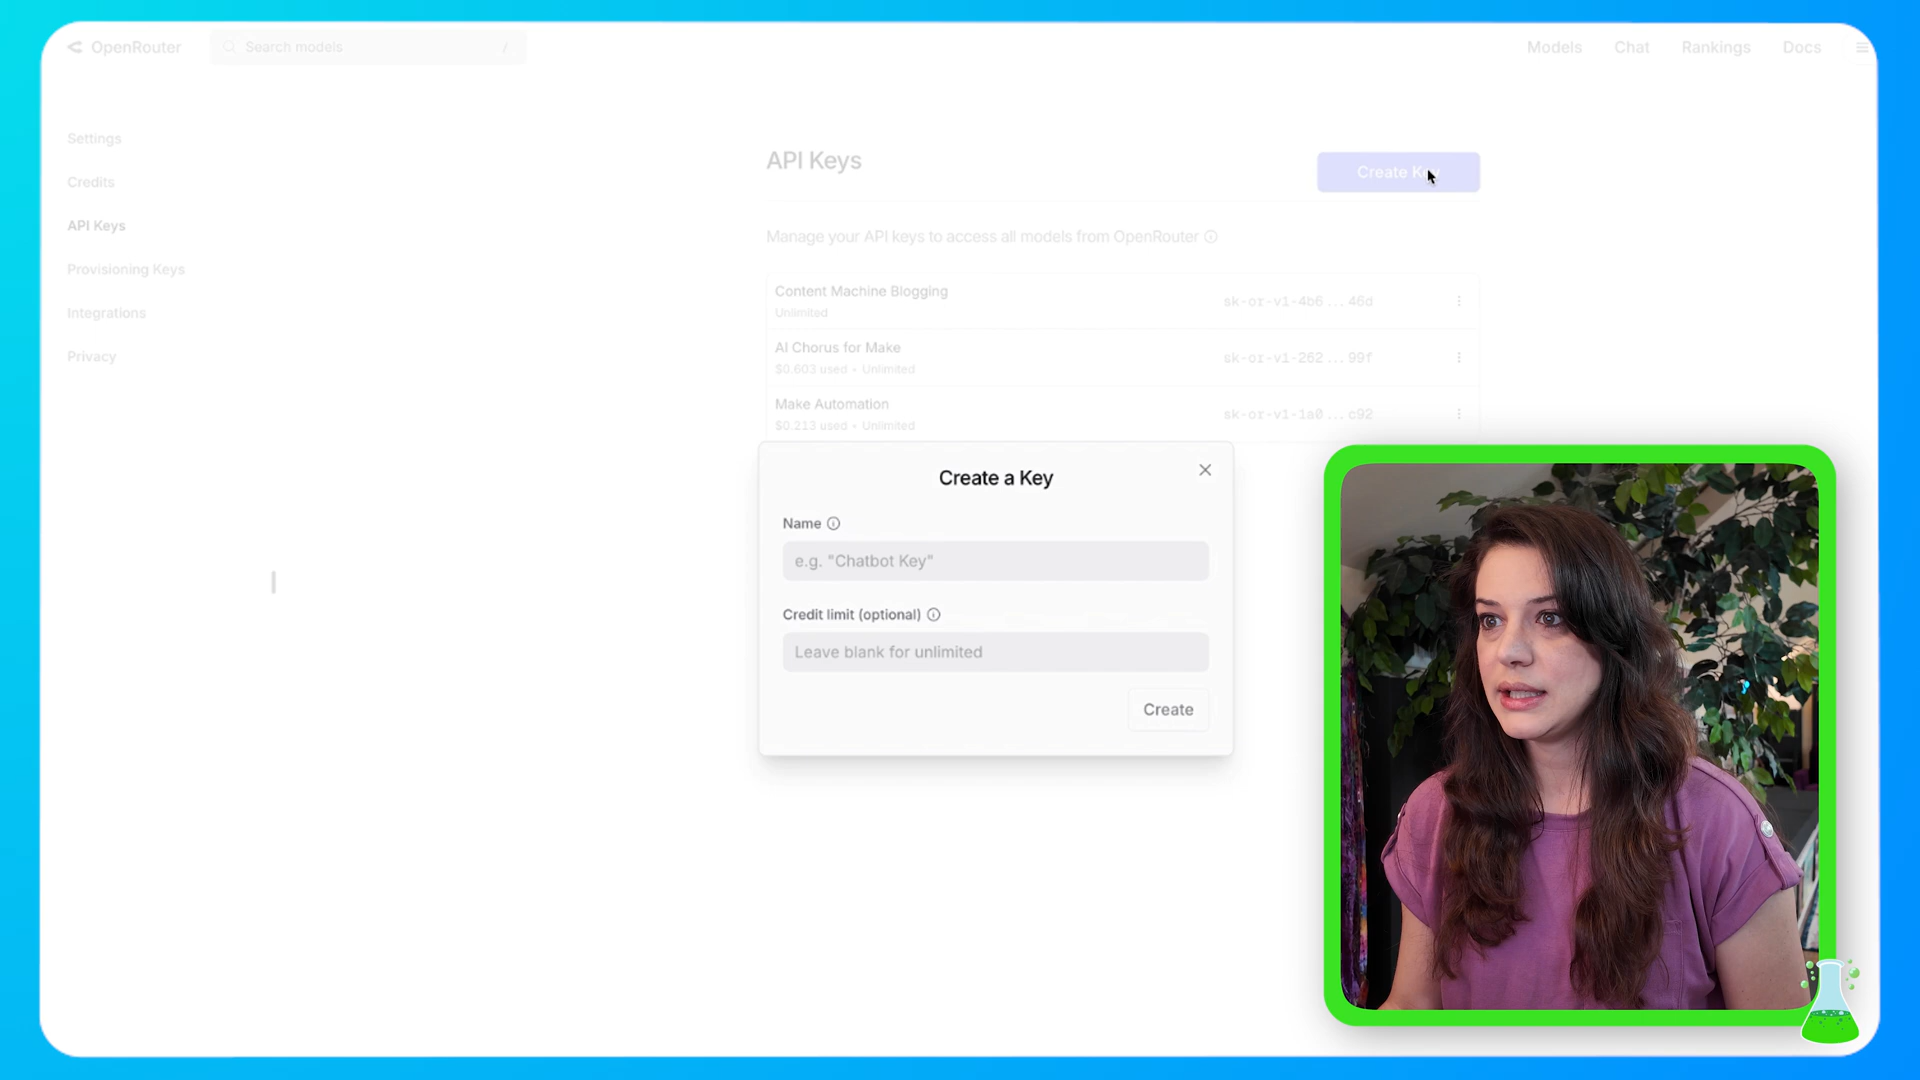 OpenRouter
Search models /
Models Chat Rankings Docs
Settings
Credits
API Keys
Provisioning Keys
Integrations
Privacy
API Keys
Create Key
Manage your API keys to access all models from OpenRouter
Content Machine Blogging
Unlimited
sk-or-v1-4b6...46d
AI Chorus for Make
$0.603 used • Unlimited
sk-or-v1-262...99f
Make Automation
$0.213 used • Unlimited
sk-or-v1-1a0...c92
Create a Key
Name
e.g. "Chatbot Key"
Credit limit (optional)
Leave blank for unlimited
Create